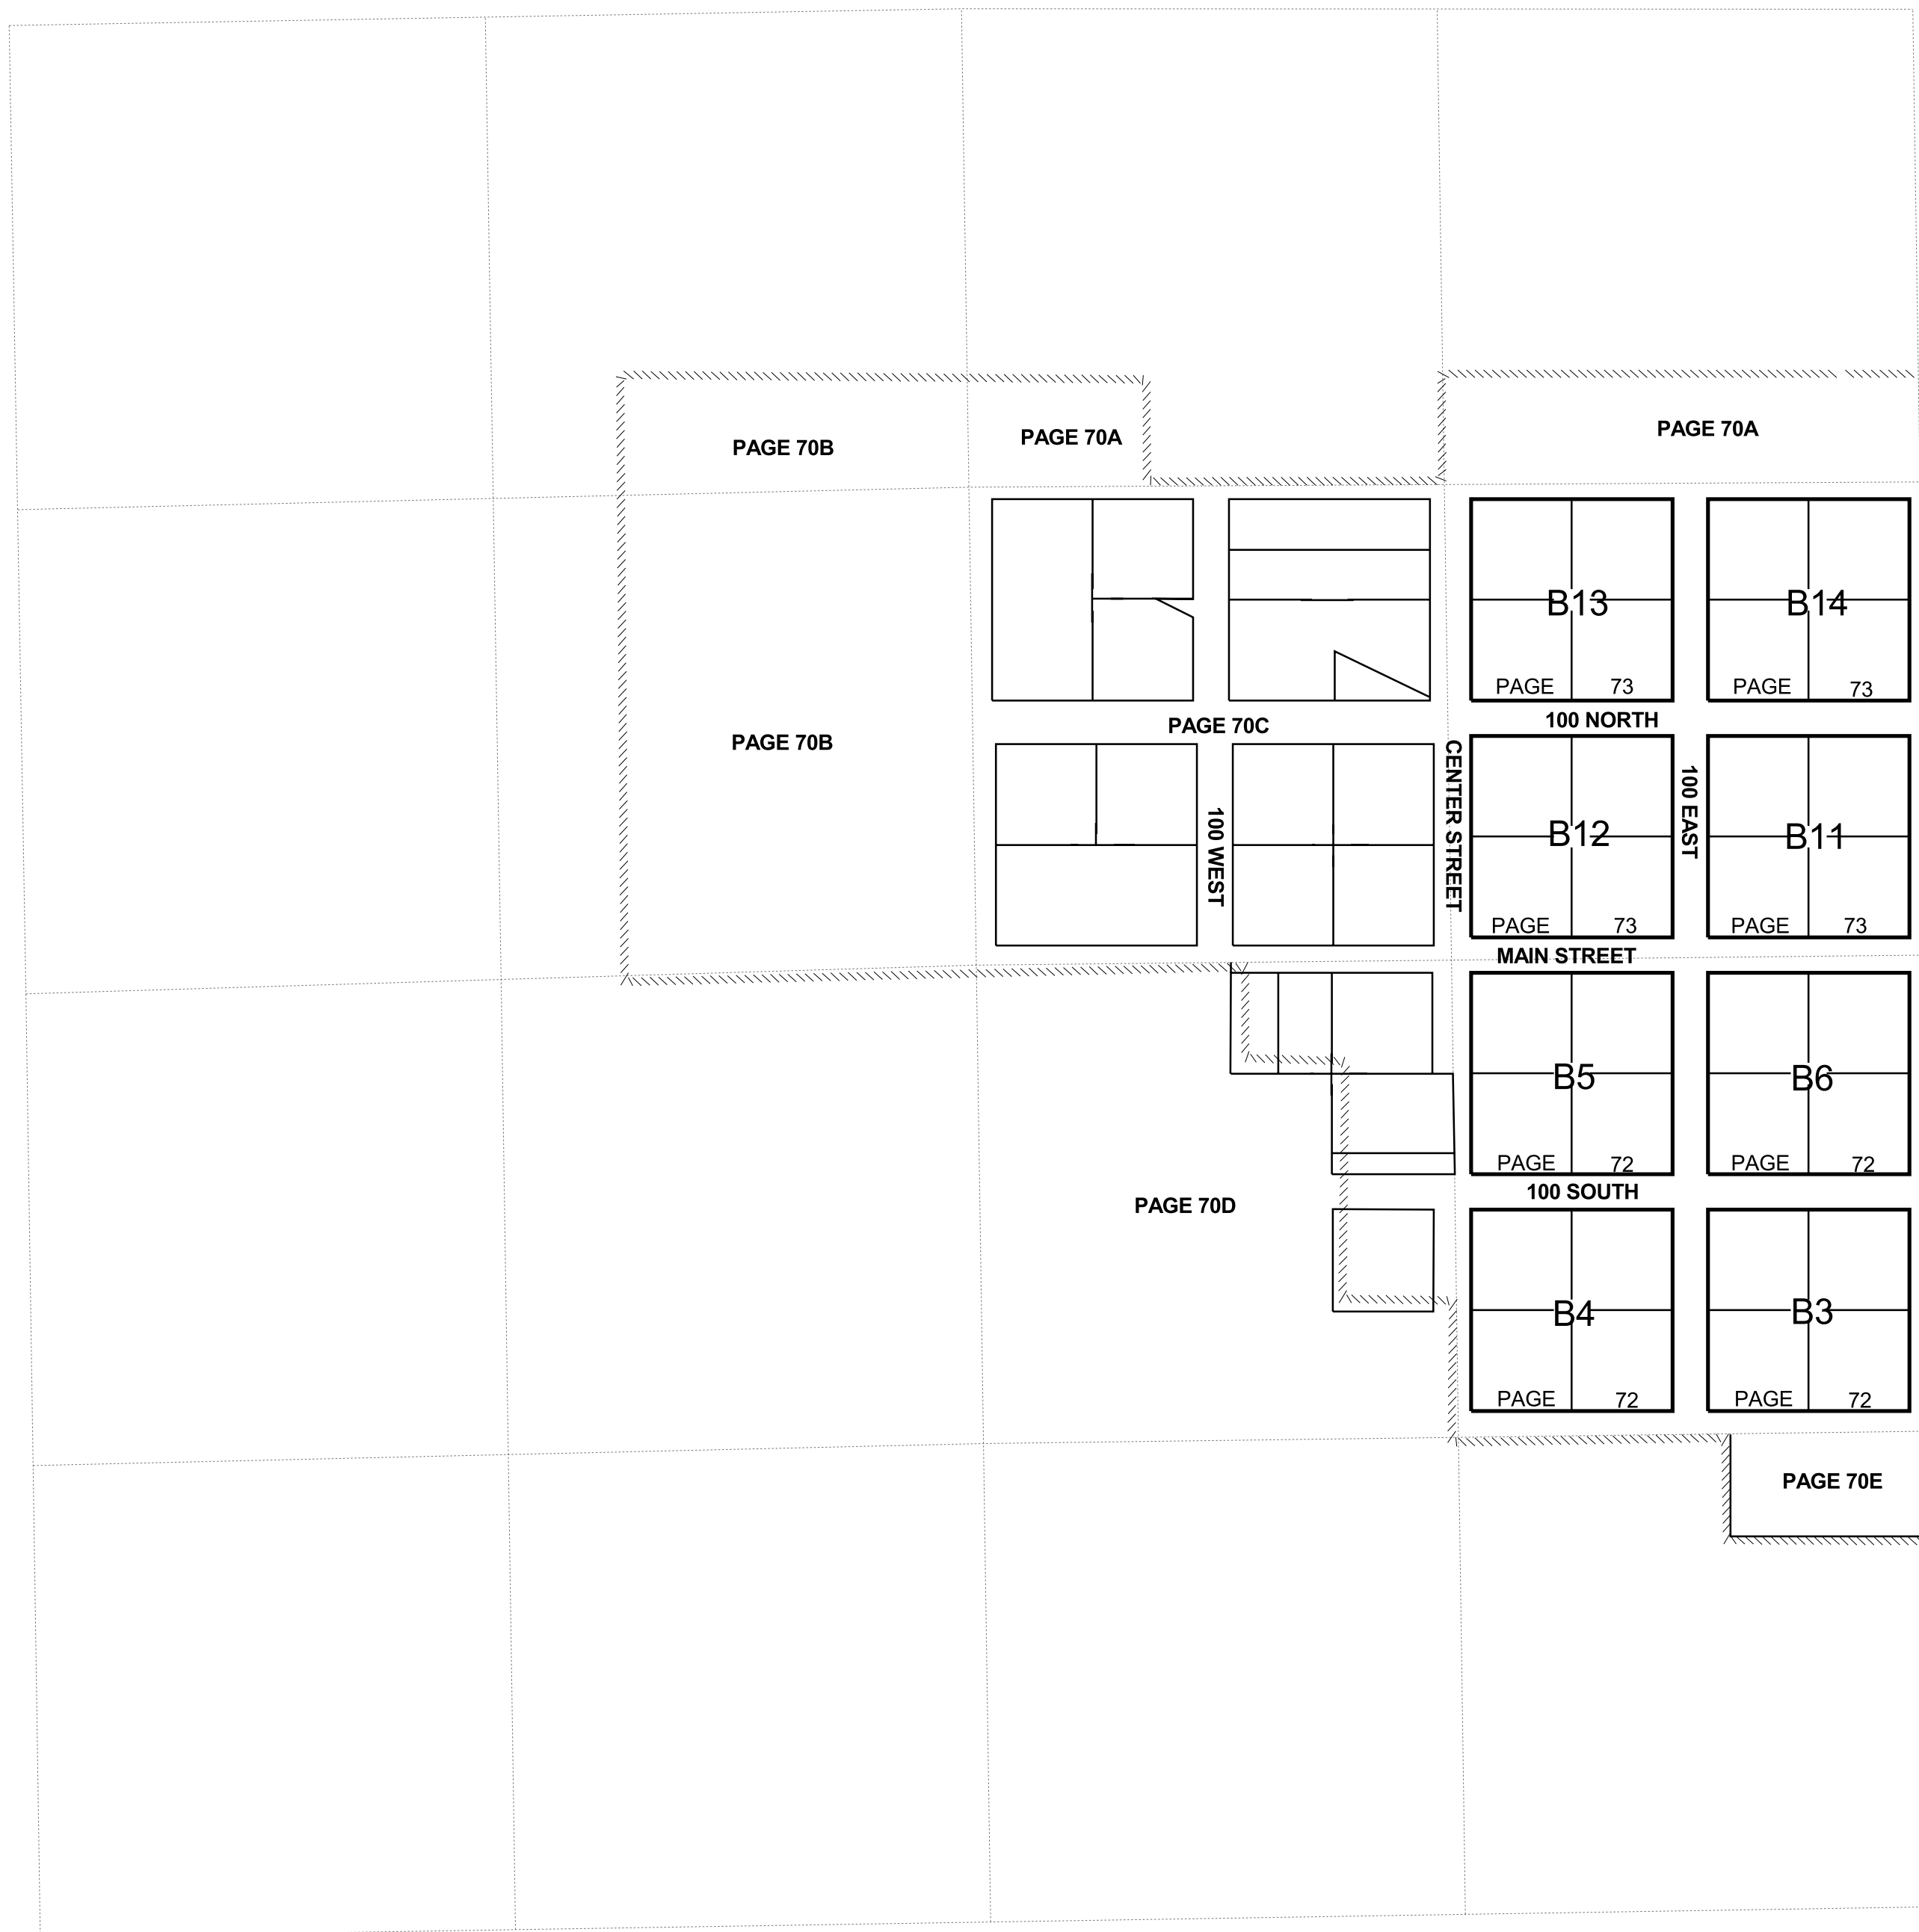 PAGE 70A
PAGE 70A
PAGE 70B
B13
B14
PAGE 73
PAGE 73
100 NORTH
PAGE 70C
PAGE 70B
CENTER STREET
100 EAST
100 WEST
B12
B11
PAGE 73
PAGE 73
MAIN STREET
B5
B6
PAGE 72
PAGE 72
100 SOUTH
PAGE 70D
B4
B3
PAGE 72
PAGE 72
PAGE 70E